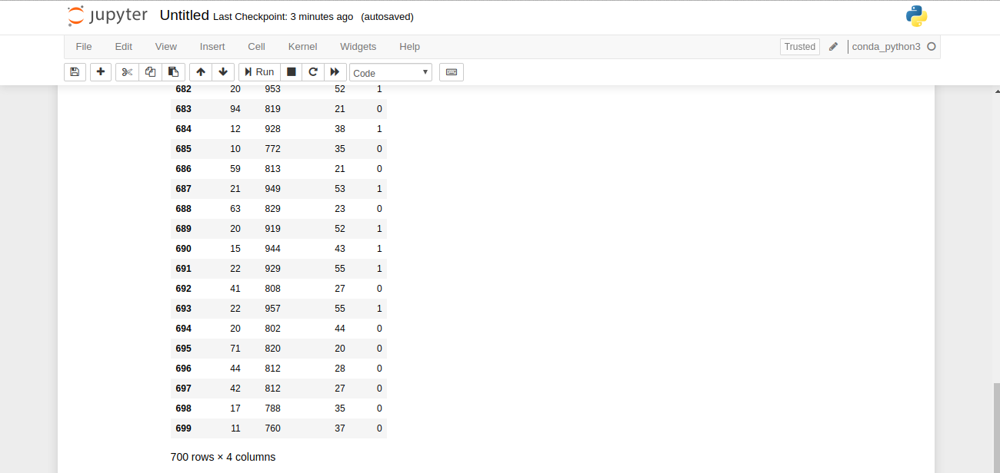 jupyter Untitled Last Checkpoint: 3 minutes ago (autosaved)
File Edit View Insert Cell Kernel Widgets Help Trusted conda_python3
Run Code
682 20 953 52 1
683 94 819 21 0
684 12 928 38 1
685 10 772 35 0
686 59 813 21 0
687 21 949 53 1
688 63 829 23 0
689 20 919 52 1
690 15 944 43 1
691 22 929 55 1
692 41 808 27 0
693 22 957 55 1
694 20 802 44 0
695 71 820 20 0
696 44 812 28 0
697 42 812 27 0
698 17 788 35 0
699 11 760 37 0
700 rows × 4 columns